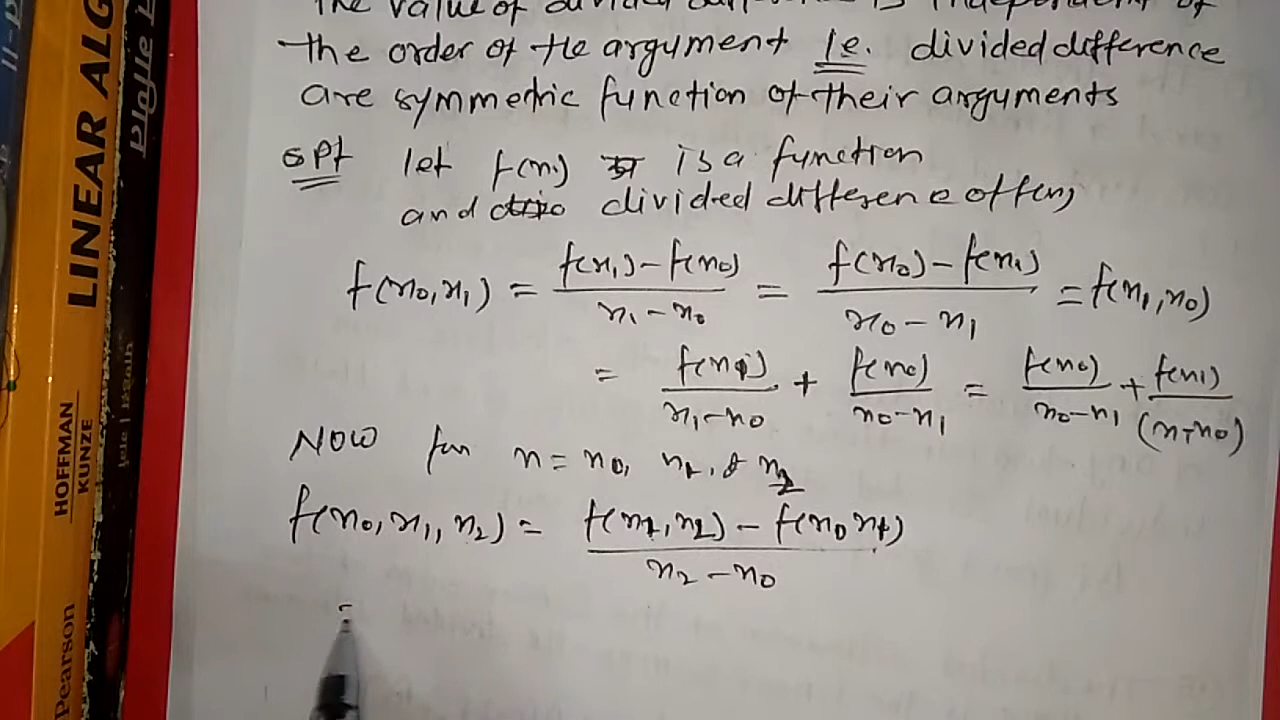 LINEAR ALG
HOFFMAN
KUNZE
Pearson
the order of the argument Ie. divided difference
are symmetric function of their arguments
let f(x) is a function
and divided difference of f(x)
f(x₀, x₁) = (f(x₁) - f(x₀))/(x₁ - x₀) = (f(x₀) - f(x₁))/(x₀ - x₁) = f(x₁, x₀)
= f(x₁)/(x₁ - x₀) + f(x₀)/(x₀ - x₁) = f(x₀)/(x₀ - x₁) + f(x₁)/(x₁ - x₀)
Now for x = x₀, x₁, & x₂
f(x₀, x₁, x₂) = (f(x₁, x₂) - f(x₀ x₁))/(x₂ - x₀)